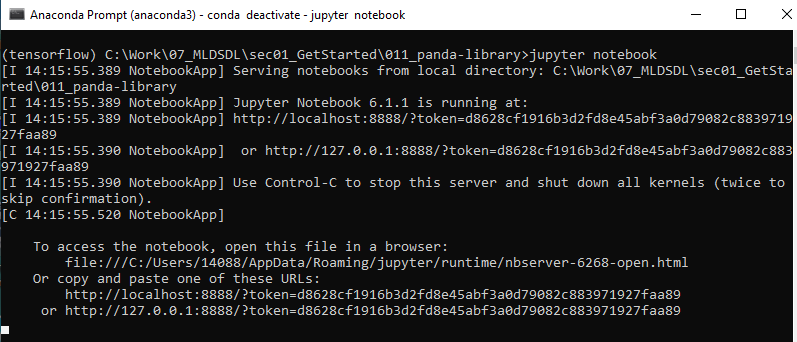 Anaconda Prompt (anaconda3) - conda  deactivate - jupyter  notebook
(tensorflow) C:\Work\07_MLDSDL\sec01_GetStarted\011_panda-library>jupyter notebook
[I 14:15:55.389 NotebookApp] Serving notebooks from local directory: C:\Work\07_MLDSDL\sec01_GetSta
rted\011_panda-library
[I 14:15:55.389 NotebookApp] Jupyter Notebook 6.1.1 is running at:
[I 14:15:55.389 NotebookApp] http://localhost:8888/?token=d8628cf1916b3d2fd8e45abf3a0d79082c8839719
27faa89
[I 14:15:55.390 NotebookApp]  or http://127.0.0.1:8888/?token=d8628cf1916b3d2fd8e45abf3a0d79082c883
971927faa89
[I 14:15:55.390 NotebookApp] Use Control-C to stop this server and shut down all kernels (twice to
skip confirmation).
[C 14:15:55.520 NotebookApp]
To access the notebook, open this file in a browser:
file:///C:/Users/14088/AppData/Roaming/jupyter/runtime/nbserver-6268-open.html
Or copy and paste one of these URLs:
http://localhost:8888/?token=d8628cf1916b3d2fd8e45abf3a0d79082c883971927faa89
or http://127.0.0.1:8888/?token=d8628cf1916b3d2fd8e45abf3a0d79082c883971927faa89